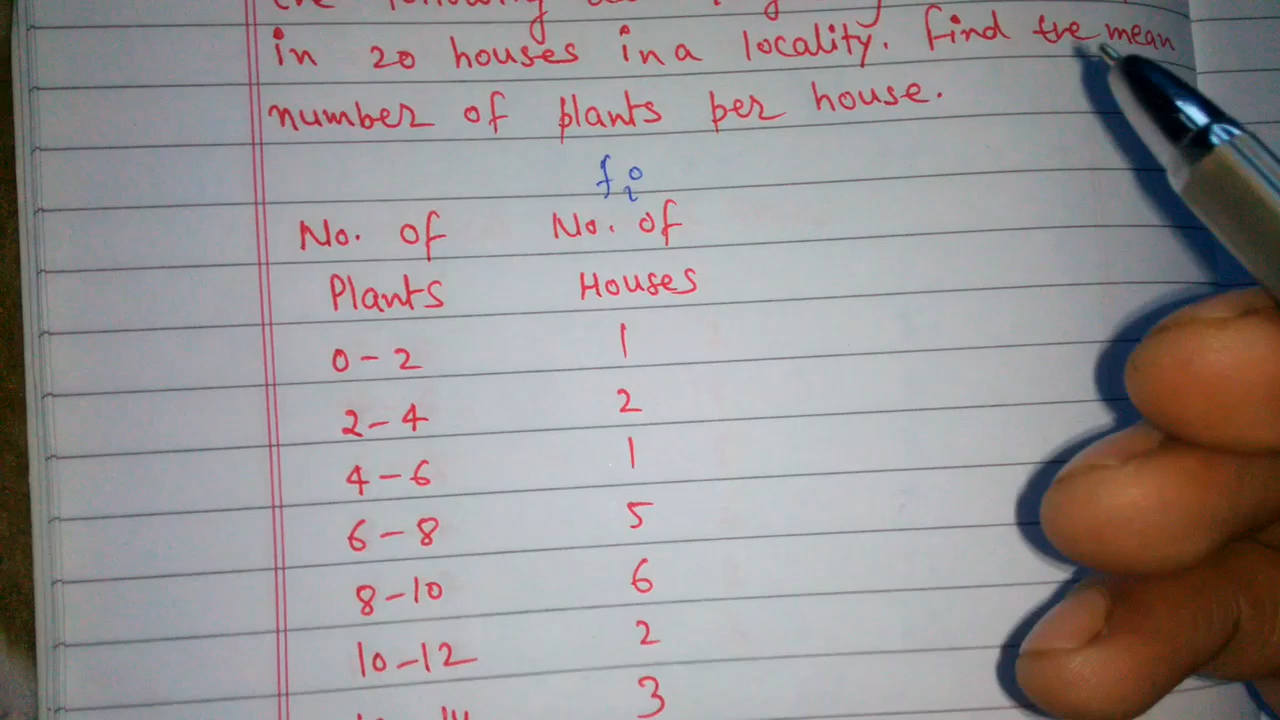 the following
in 20 houses in a locality. Find the mean
number of plants per house.
fi
No. of No. of
Plants Houses
0-2 1
2-4 2
4-6 1
6-8 5
8-10 6
10-12 2
3